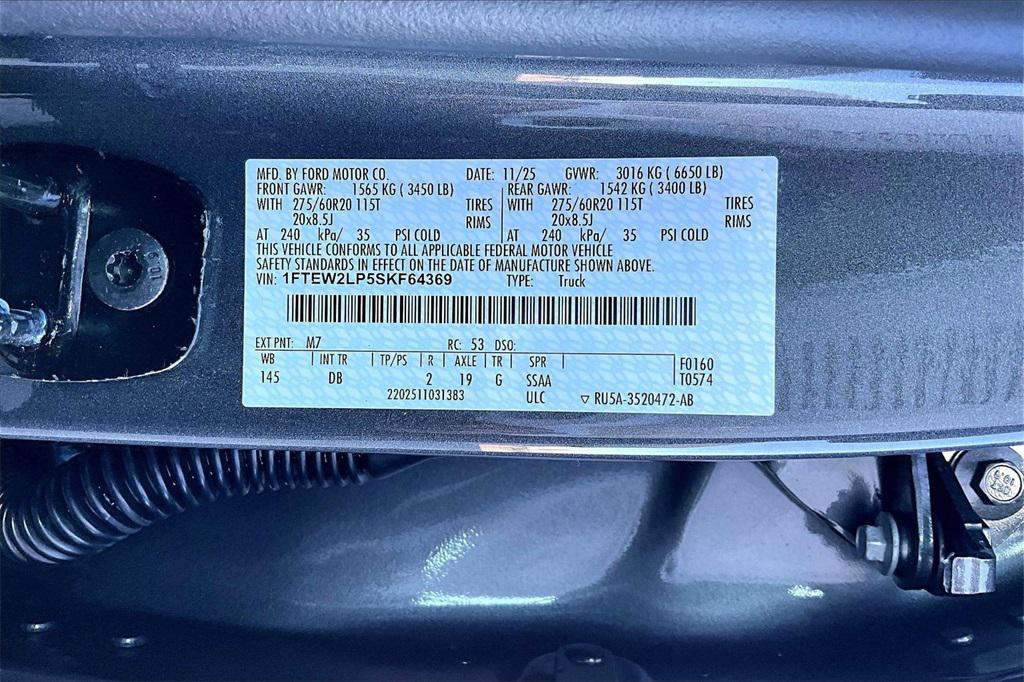 MFD. BY FORD MOTOR CO. DATE: 11/25 GVWR: 3016 KG ( 6650 LB)
FRONT GAWR: 1565 KG ( 3450 LB) REAR GAWR: 1542 KG ( 3400 LB)
WITH 275/60R20 115T TIRES WITH 275/60R20 115T TIRES
20x8.5J RIMS 20x8.5J RIMS
AT 240 kPa/ 35 PSI COLD AT 240 kPa/ 35 PSI COLD
THIS VEHICLE CONFORMS TO ALL APPLICABLE FEDERAL MOTOR VEHICLE
SAFETY STANDARDS IN EFFECT ON THE DATE OF MANUFACTURE SHOWN ABOVE.
VIN: 1FTEW2LP5SKF64369 TYPE: Truck
EXT PNT: M7 RC: 53 DSO:
WB INT TR TP/PS R AXLE TR SPR F0160
145 DB 2 19 G SSAA T0574
2202511031383 ULC ▽ RU5A-3520472-AB
10.9